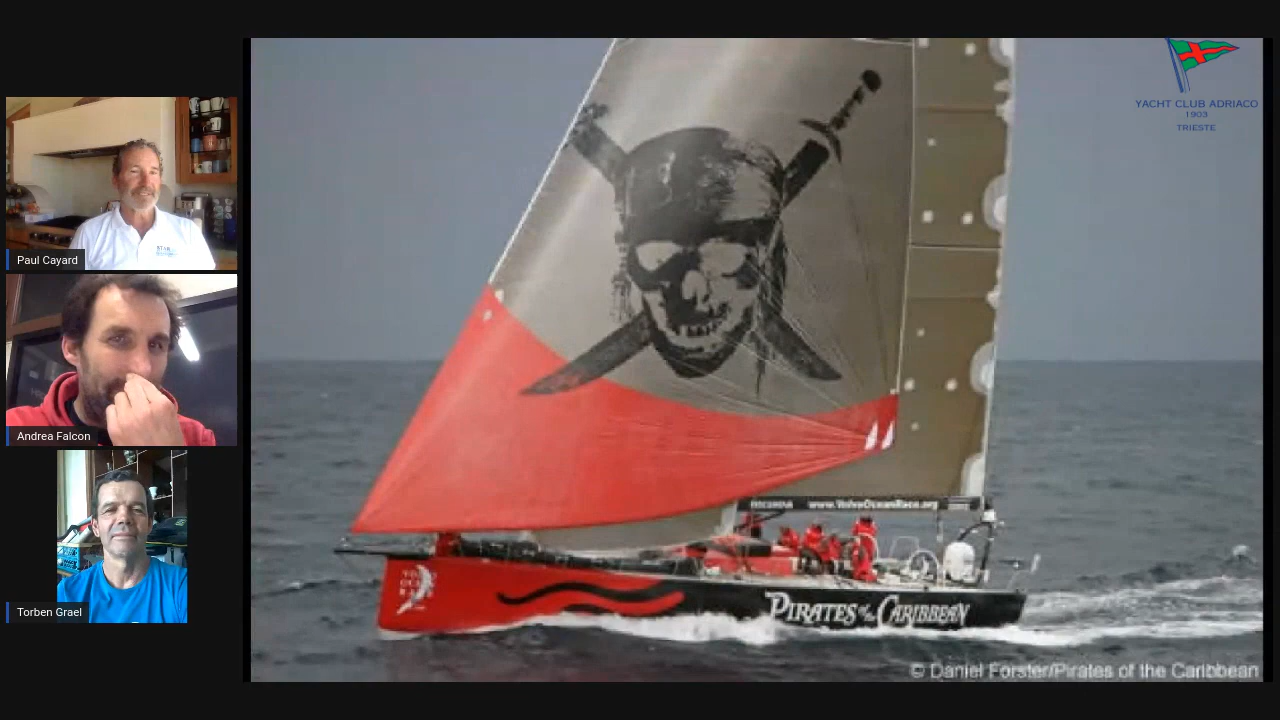 Paul Cayard
Andrea Falcon
Torben Grael
YACHT CLUB ADRIACO
1903
TRIESTE
www.VolvoOceanRace.org
PIRATES of the CARIBBEAN
© Daniel Forster/Pirates of the Caribbean